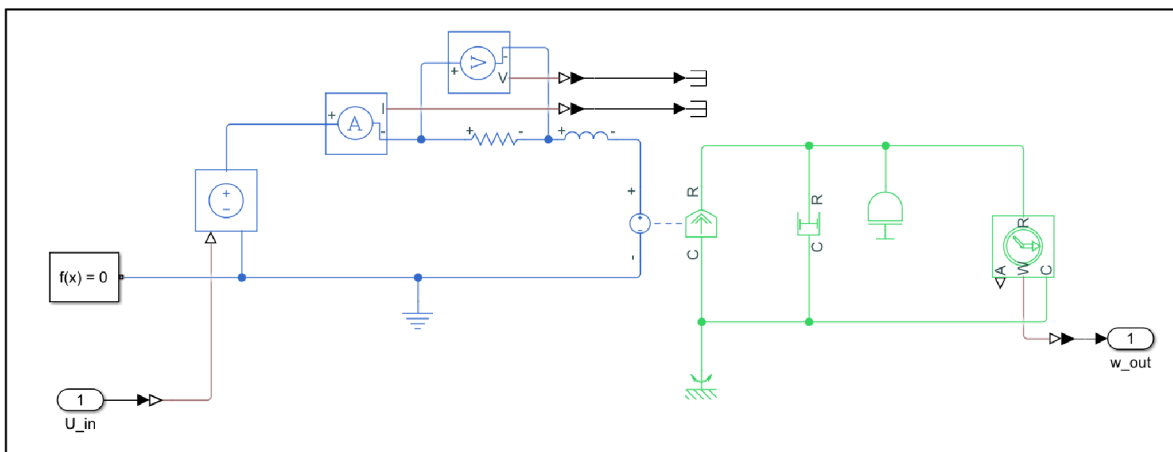 V
+
-
V
I
+
A
-
+
-
+
-
+
-
+
-
R
C
R
C
R
A
W
C
f(x) = 0
1
w_out
1
U_in